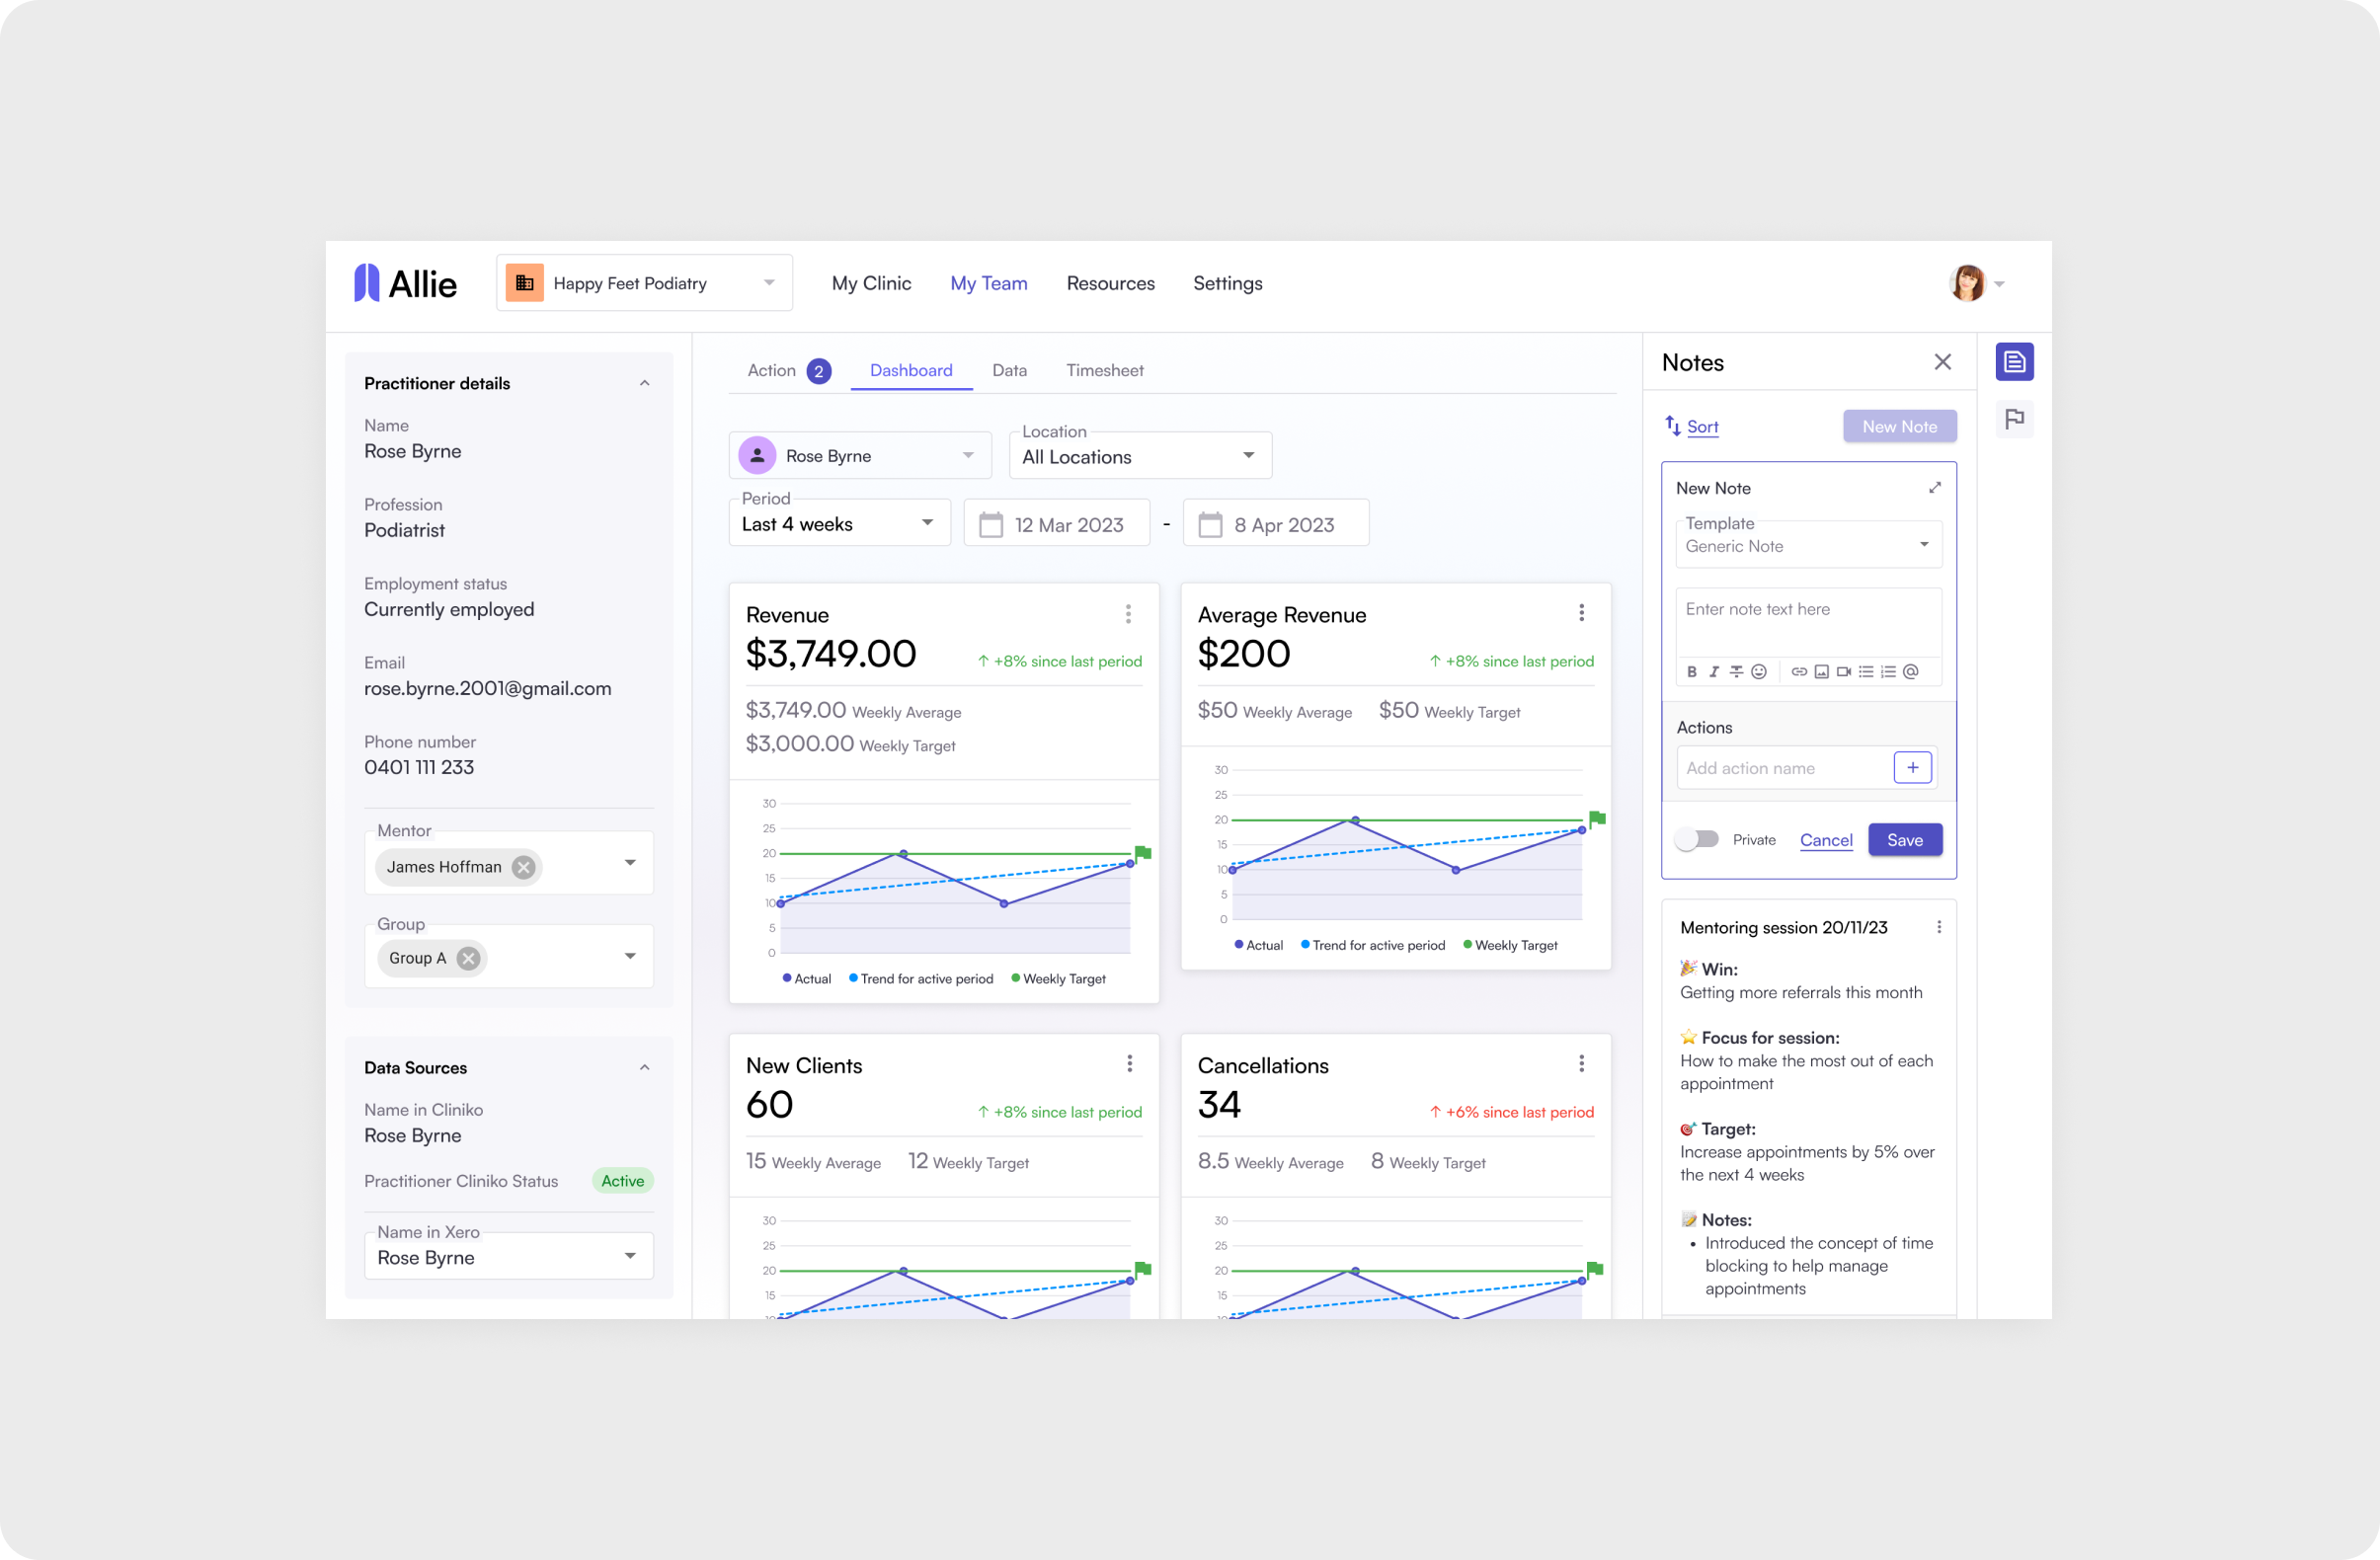 Allie
Happy Feet Podiatry
My Clinic
My Team
Resources
Settings
Practitioner details
Name
Rose Byrne
Profession
Podiatrist
Employment status
Currently employed
Email
rose.byrne.2001@gmail.com
Phone number
0401 111 233
Mentor
James Hoffman
Group
Group A
Data Sources
Name in Cliniko
Rose Byrne
Practitioner Cliniko Status
Active
Name in Xero
Rose Byrne
Action 2
Dashboard
Data
Timesheet
Rose Byrne
Location
All Locations
Period
Last 4 weeks
12 Mar 2023 - 8 Apr 2023
Revenue
$3,749.00
+8% since last period
$3,749.00 Weekly Average
$3,000.00 Weekly Target
30
25
20
15
10
5
0
Actual
Trend for active period
Weekly Target
Average Revenue
$200
+8% since last period
$50 Weekly Average
$50 Weekly Target
30
25
20
15
10
5
0
Actual
Trend for active period
Weekly Target
New Clients
60
+8% since last period
15 Weekly Average
12 Weekly Target
30
25
20
15
10
Cancellations
34
+6% since last period
8.5 Weekly Average
8 Weekly Target
30
25
20
15
10
Notes
Sort
New Note
New Note
Template
Generic Note
Enter note text here
Actions
Add action name
Private
Cancel
Save
Mentoring session 20/11/23
🎉 Win:
Getting more referrals this month
⭐ Focus for session:
How to make the most out of each
appointment
🎯 Target:
Increase appointments by 5% over
the next 4 weeks
📝 Notes:
• Introduced the concept of time
blocking to help manage
appointments